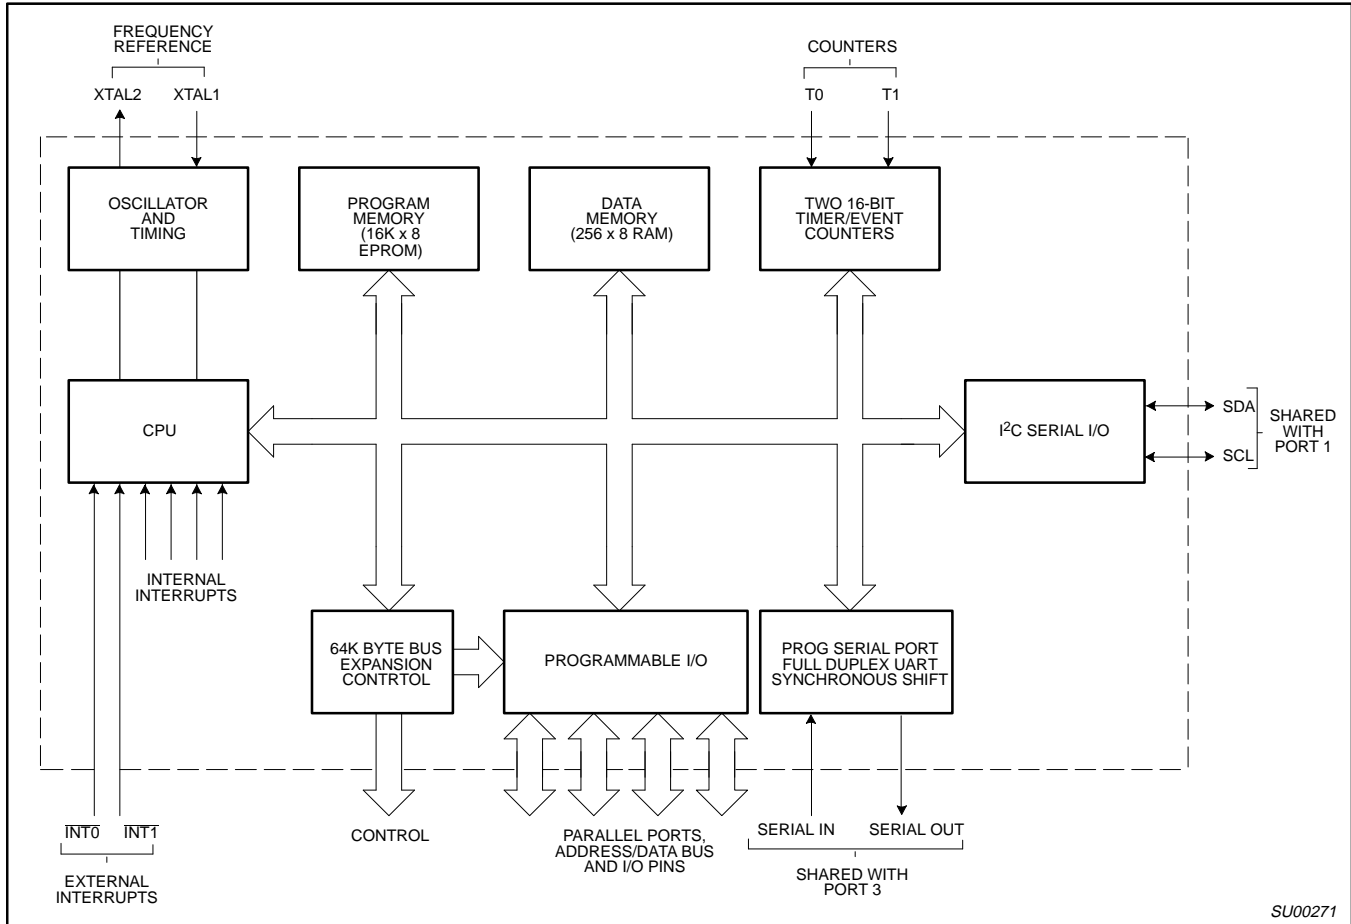 FREQUENCY
REFERENCE
COUNTERS
XTAL2 XTAL1
T0 T1
OSCILLATOR
AND
TIMING
PROGRAM
MEMORY
(16K x 8
EPROM)
DATA
MEMORY
(256 x 8 RAM)
TWO 16-BIT
TIMER/EVENT
COUNTERS
CPU
I²C SERIAL I/O
SDA
SCL
SHARED
WITH
PORT 1
INTERNAL
INTERRUPTS
64K BYTE BUS
EXPANSION
CONTRTOL
PROGRAMMABLE I/O
PROG SERIAL PORT
FULL DUPLEX UART
SYNCHRONOUS SHIFT
INT0 INT1
EXTERNAL
INTERRUPTS
CONTROL
PARALLEL PORTS,
ADDRESS/DATA BUS
AND I/O PINS
SERIAL IN SERIAL OUT
SHARED WITH
PORT 3
SU00271